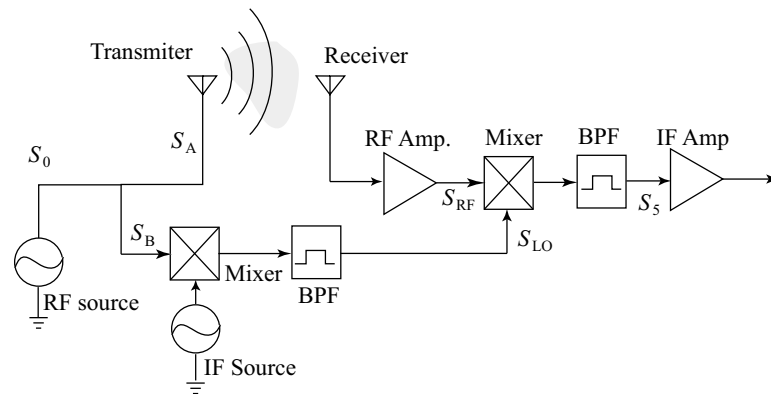 Transmiter
Receiver
RF Amp.
Mixer
BPF
IF Amp
S0
SA
SRF
S5
SB
SLO
Mixer
BPF
RF source
IF Source